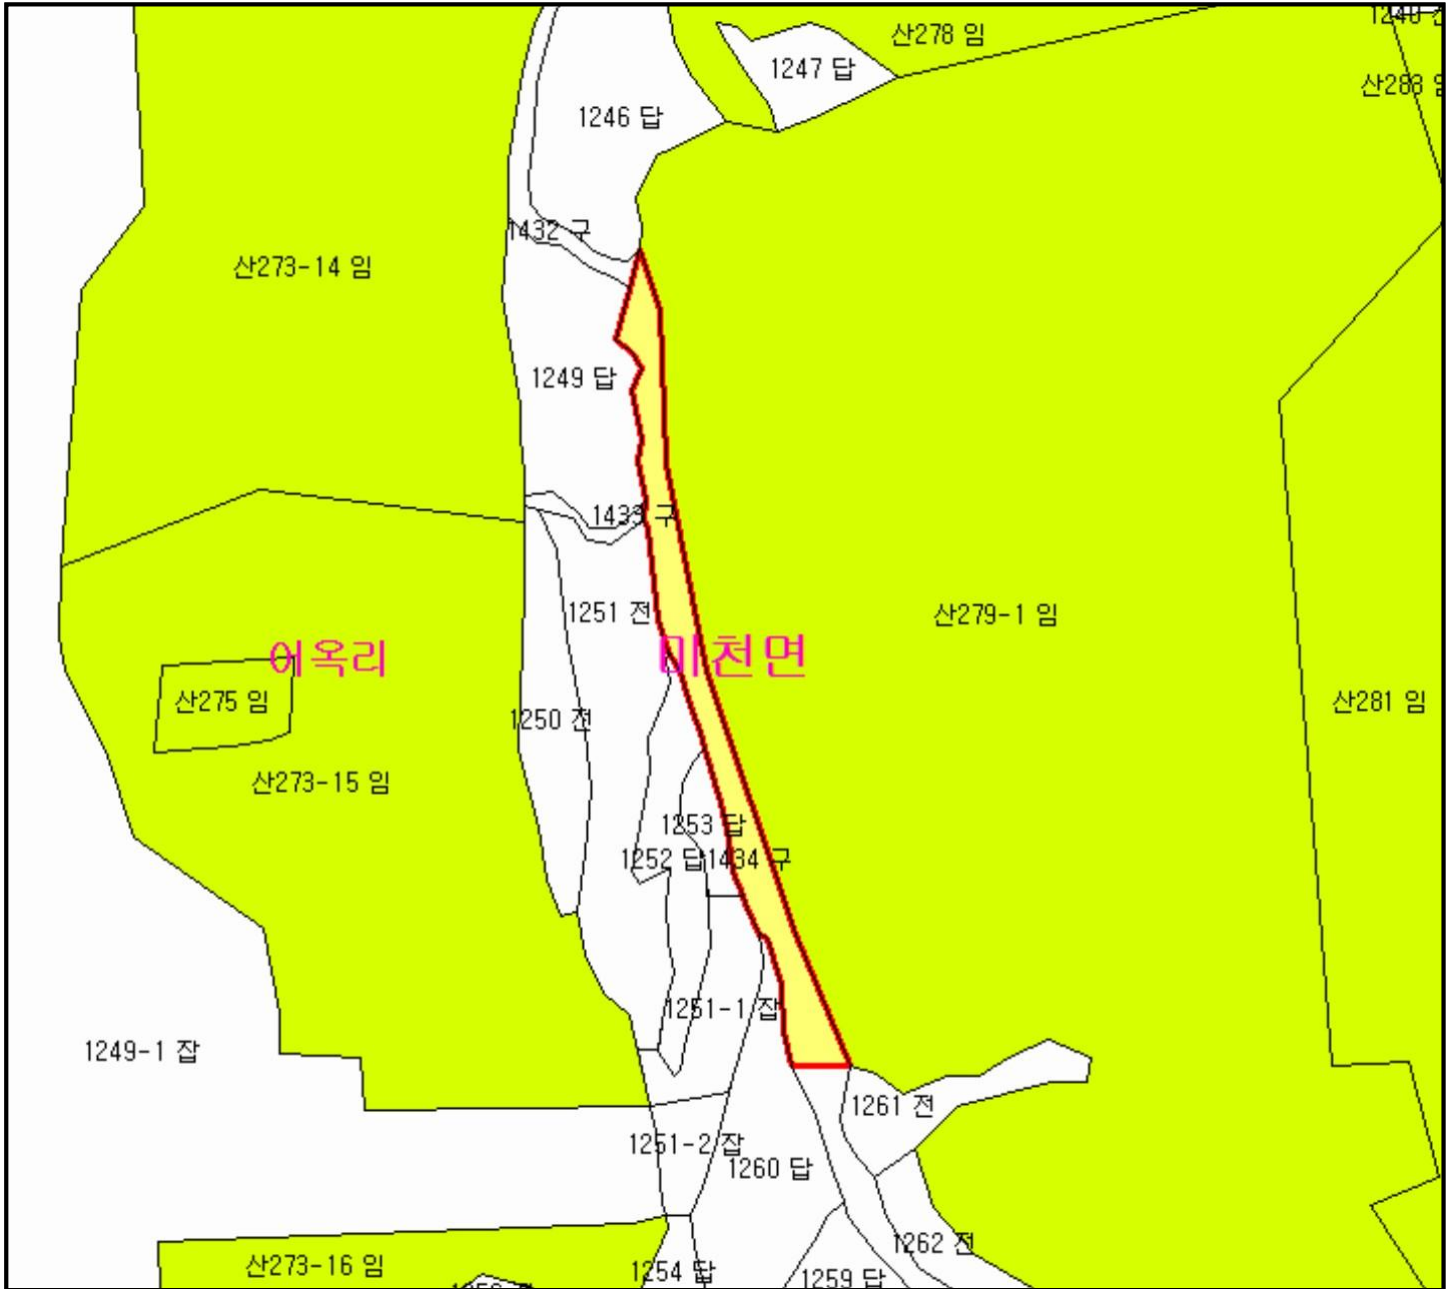 산278 임
1247 답
산283
1246 답
1432 구
산273-14 임
1249 답
1433 구
1251 전
산279-1 임
어옥리
미천면
산275 임
산281 임
1250 전
산273-15 임
1253 답
1252 답
1434 구
1251-1 잡
1249-1 잡
1261 전
1251-2 잡
1260 답
1262 전
산273-16 임
1254 답
1259 답